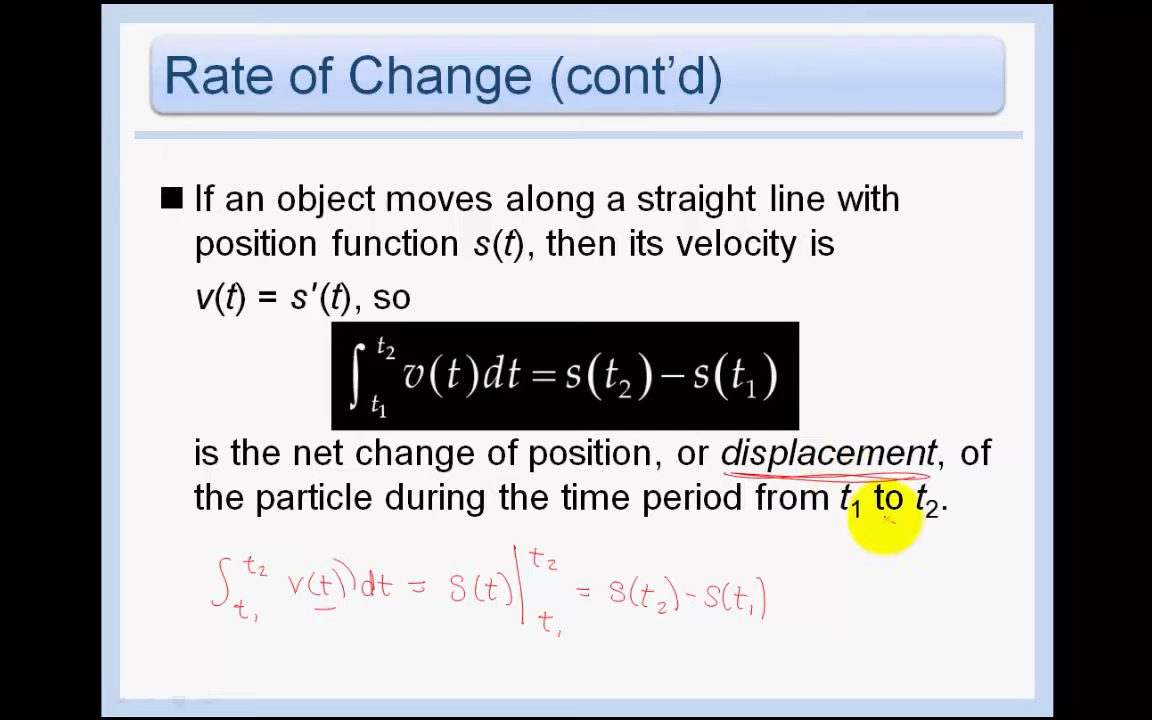 Rate of Change (cont’d)
■ If an object moves along a straight line with
position function s(t), then its velocity is
v(t) = s′(t), so
∫_{t₁}^{t₂} v(t)dt = s(t₂) − s(t₁)
is the net change of position, or displacement, of
the particle during the time period from t₁ to t₂.
∫_{t₁}^{t₂} v(t))dt = S(t)|_{t₁}^{t₂} = S(t₂) - S(t₁)